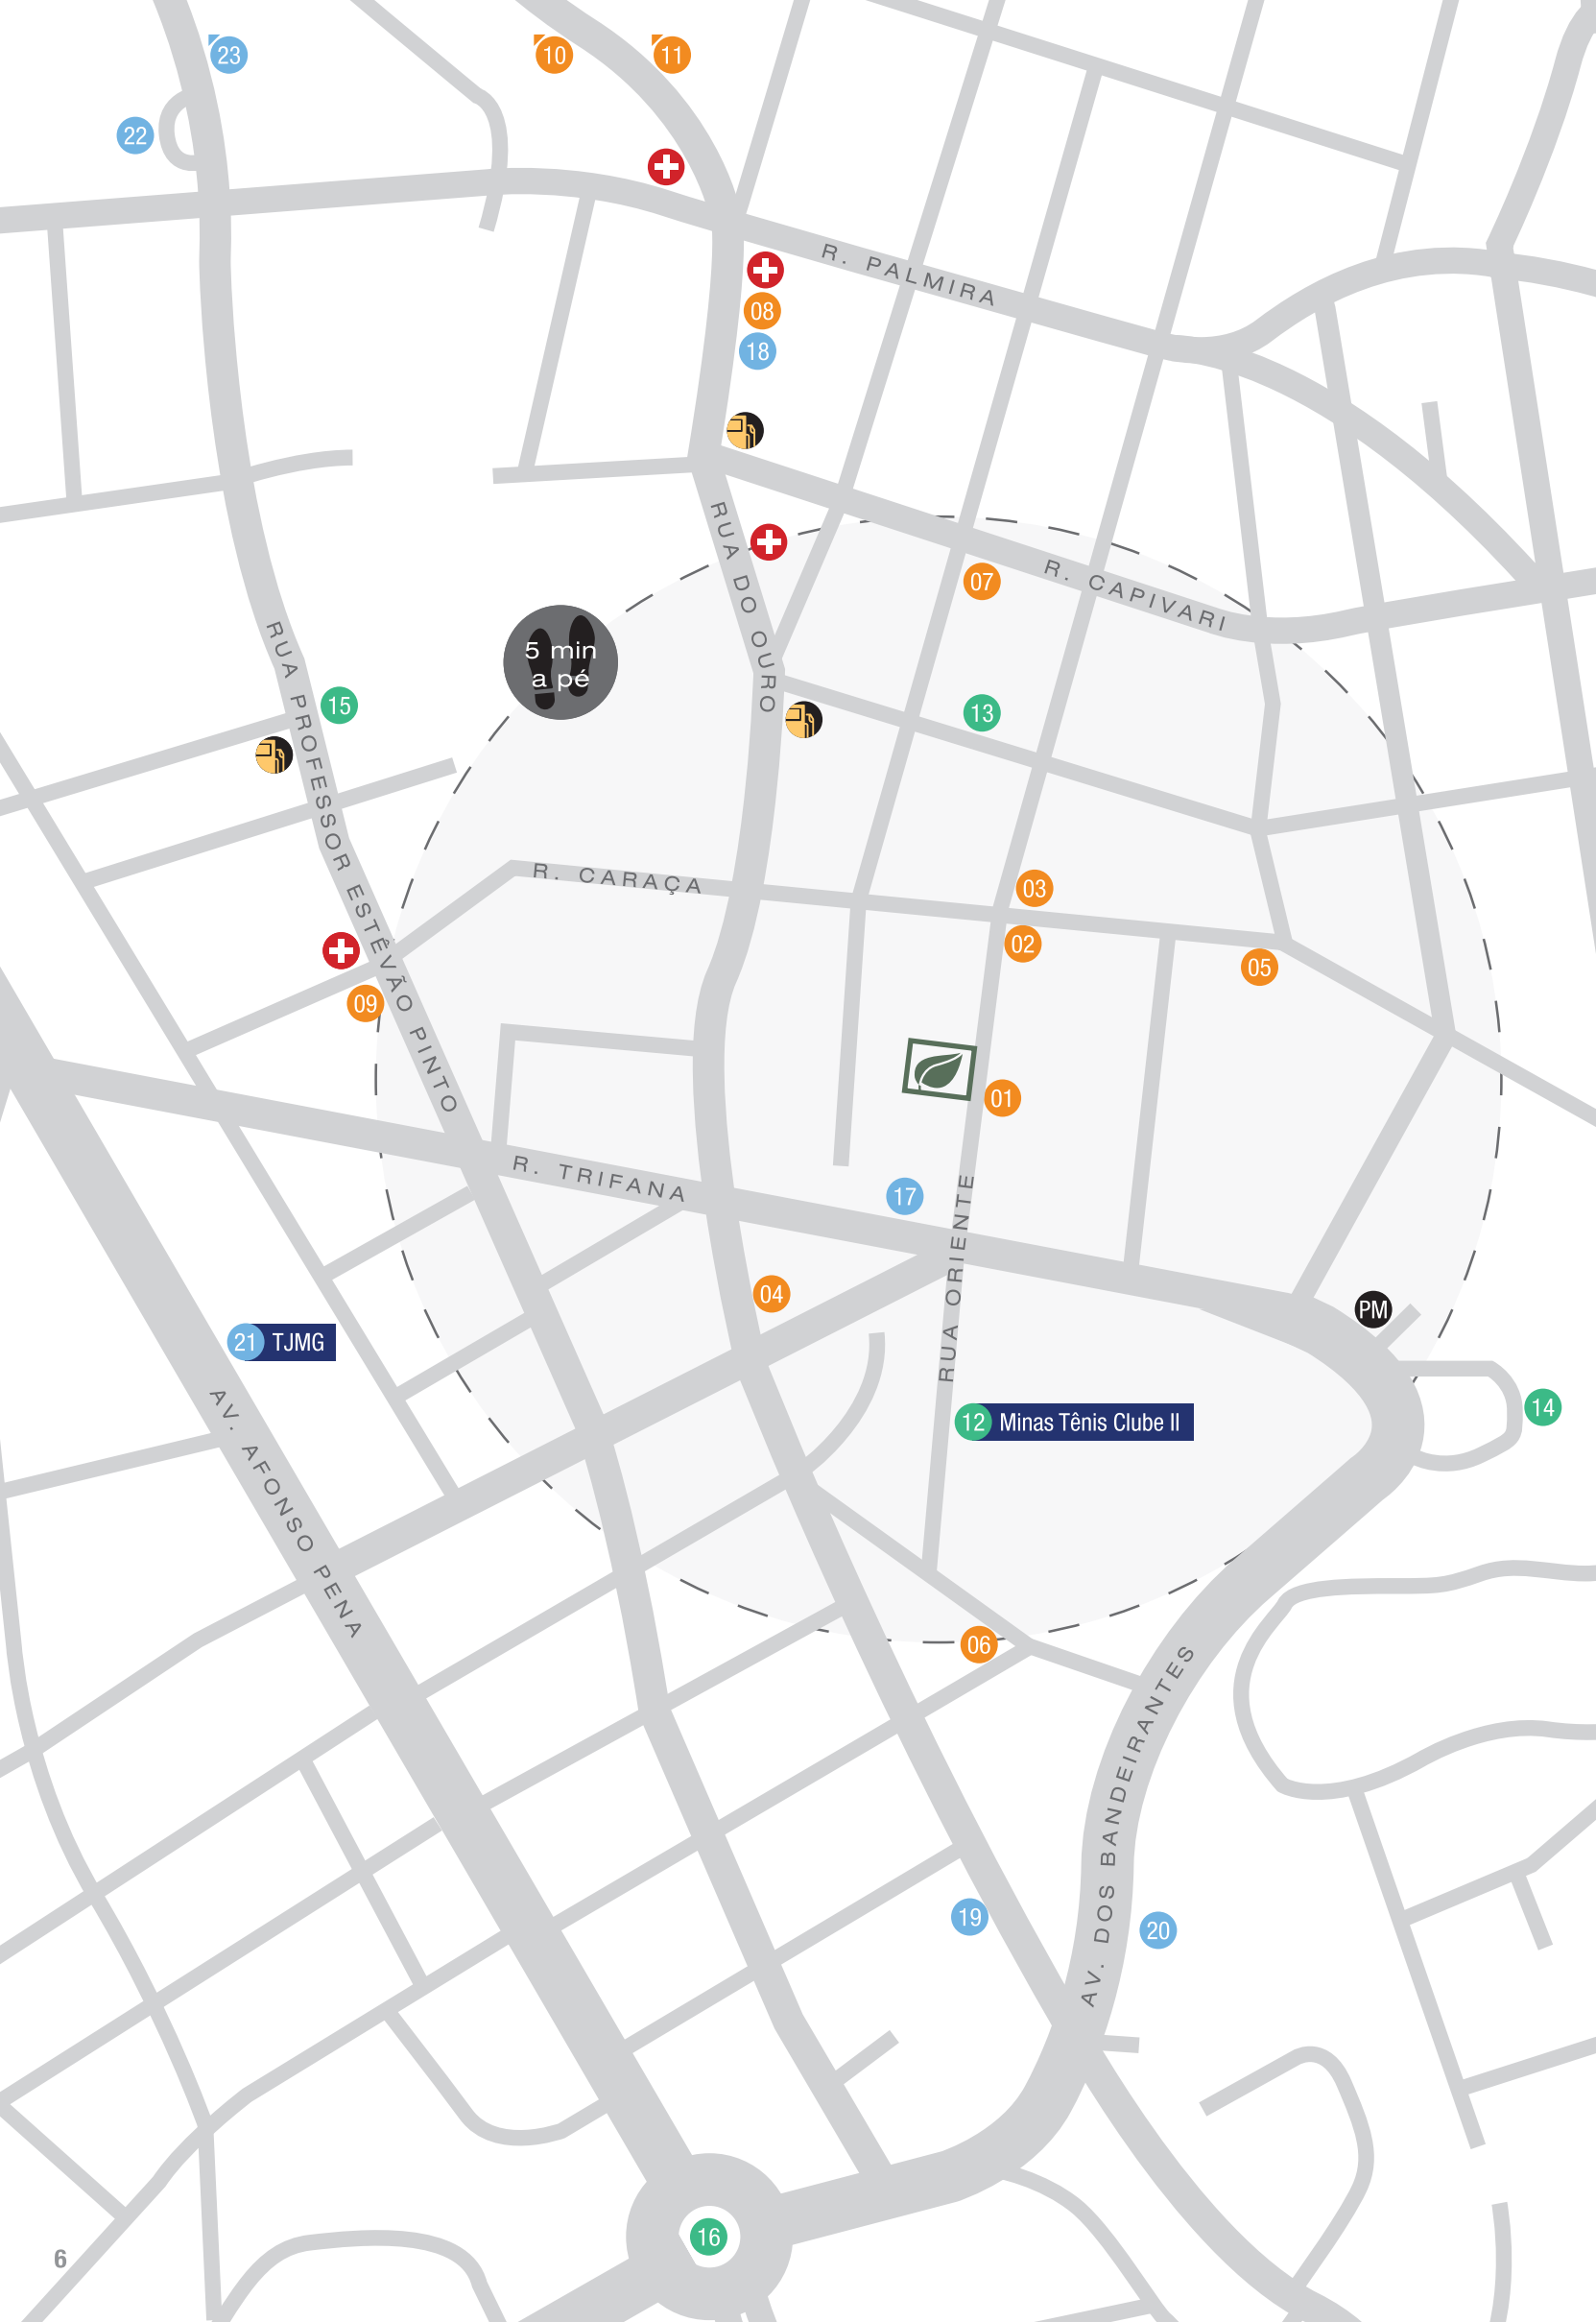 23
10
11
22
R. PALMIRA
08
18
RUA DO OURO
07
R. CAPIVARI
5 min
a pé
RUA PROFESSOR ESTÊVÃO PINTO
15
13
R. CARAÇA
03
02
05
09
01
R. TRIFANA
17
RUA ORIENTE
04
PM
21 TJMG
12 Minas Tênis Clube II
14
AV. AFONSO PENA
06
AV. DOS BANDEIRANTES
19
20
16
6